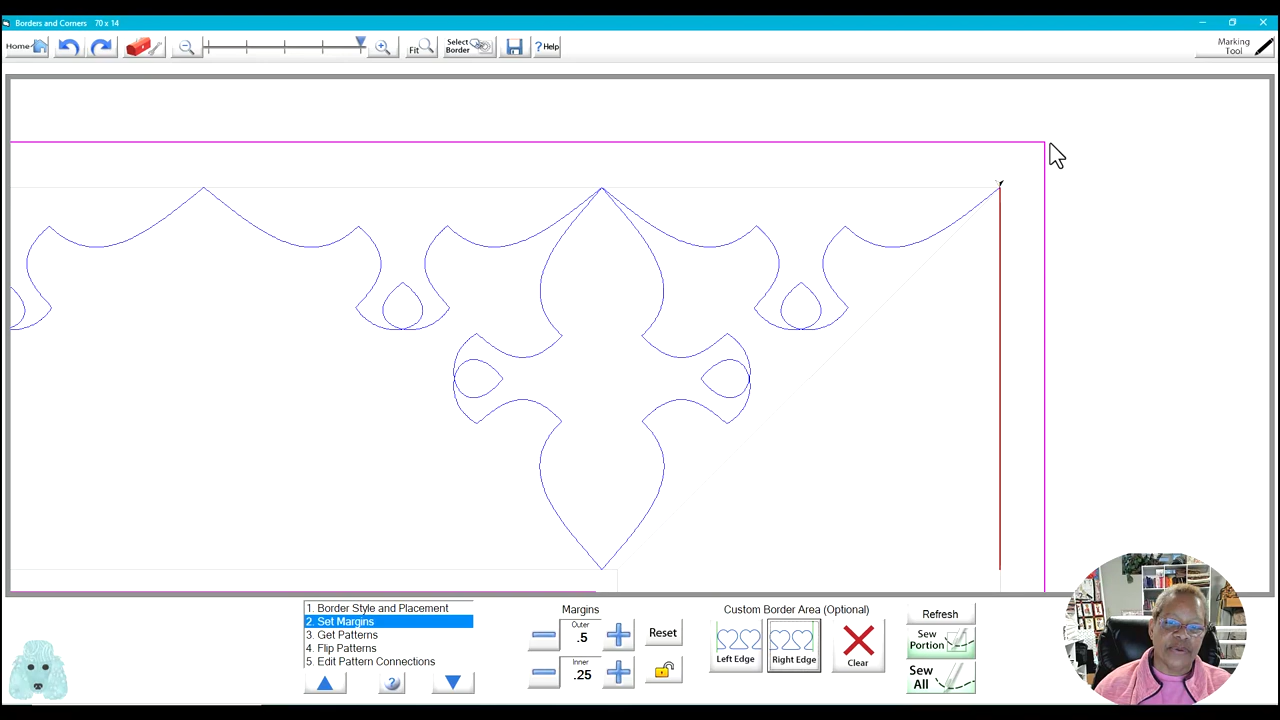 Borders and Corners   70 x 14
Home
Fit
Select
Border
?Help
Marking
Tool
1. Border Style and Placement
2. Set Margins
3. Get Patterns
4. Flip Patterns
5. Edit Pattern Connections
Margins
Outer
.5
Reset
Inner
.25
Custom Border Area (Optional)
Left Edge
Right Edge
Clear
Refresh
Sew
Portion
Sew
All